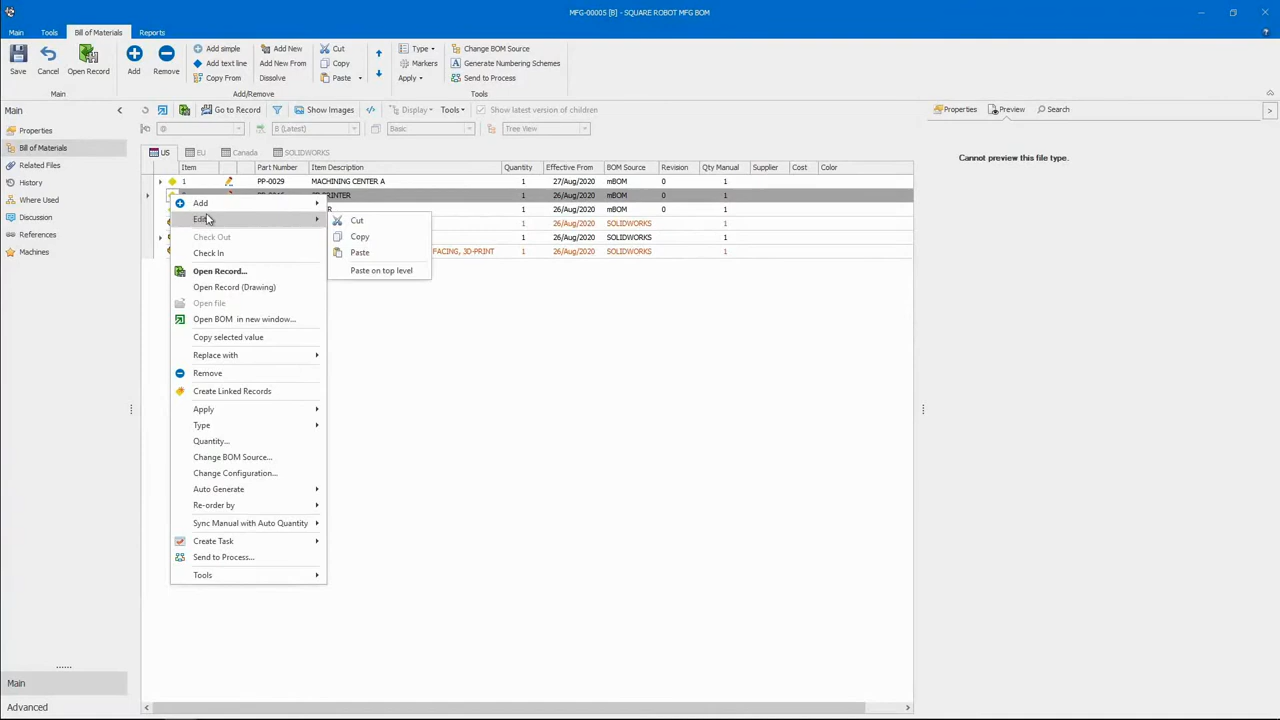 MFG-00005 [B] - SQUARE ROBOT MFG BOM
Main Tools Bill of Materials Reports
Save Cancel Open Record Add Remove
Add simple Add New Cut
Add text line Add New From Copy
Copy From Dissolve Paste
Type Change BOM Source
Markers Generate Numbering Schemes
Apply Send to Process
Main Add/Remove Tools
Main
Properties
Bill of Materials
Related Files
History
Where Used
Discussion
References
Machines
Go to Record Show Images Display Tools Show latest version of children
@ B (Latest) Basic Tree View
US EU Canada SOLIDWORKS
Item Part Number Item Description Quantity Effective From BOM Source Revision Qty Manual Supplier Cost Color
1 PP-0029 MACHINING CENTER A 1 27/Aug/2020 mBOM 0 1
1 26/Aug/2020 mBOM 0 1
1 26/Aug/2020 mBOM 0 1
1 26/Aug/2020 SOLIDWORKS 1
1 26/Aug/2020 SOLIDWORKS 1
FACING, 3D-PRINT 1 26/Aug/2020 SOLIDWORKS 1
Add
Edit
Check Out
Check In
Open Record...
Open Record (Drawing)
Open file
Open BOM in new window...
Copy selected value
Replace with
Remove
Create Linked Records
Apply
Type
Quantity...
Change BOM Source...
Change Configuration...
Auto Generate
Re-order by
Sync Manual with Auto Quantity
Create Task
Send to Process...
Tools
Cut
Copy
Paste
Paste on top level
Properties Preview Search
Cannot preview this file type.
Main
Advanced